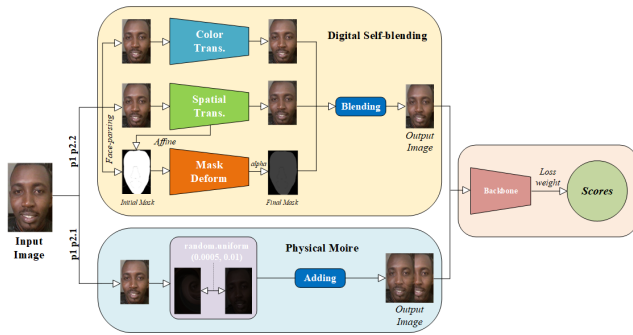 Digital Self-blending
Color
Trans.
Spatial
Trans.
Blending
Output
Image
Face-parsing
Affine
p1 p2.2
Mask
Deform
alpha
Initial Mask
Final Mask
Input
Image
Backbone
Loss
weight
Scores
p1 p2.1
Physical Moire
random.uniform
(0.0005, 0.01)
Adding
Output
Image